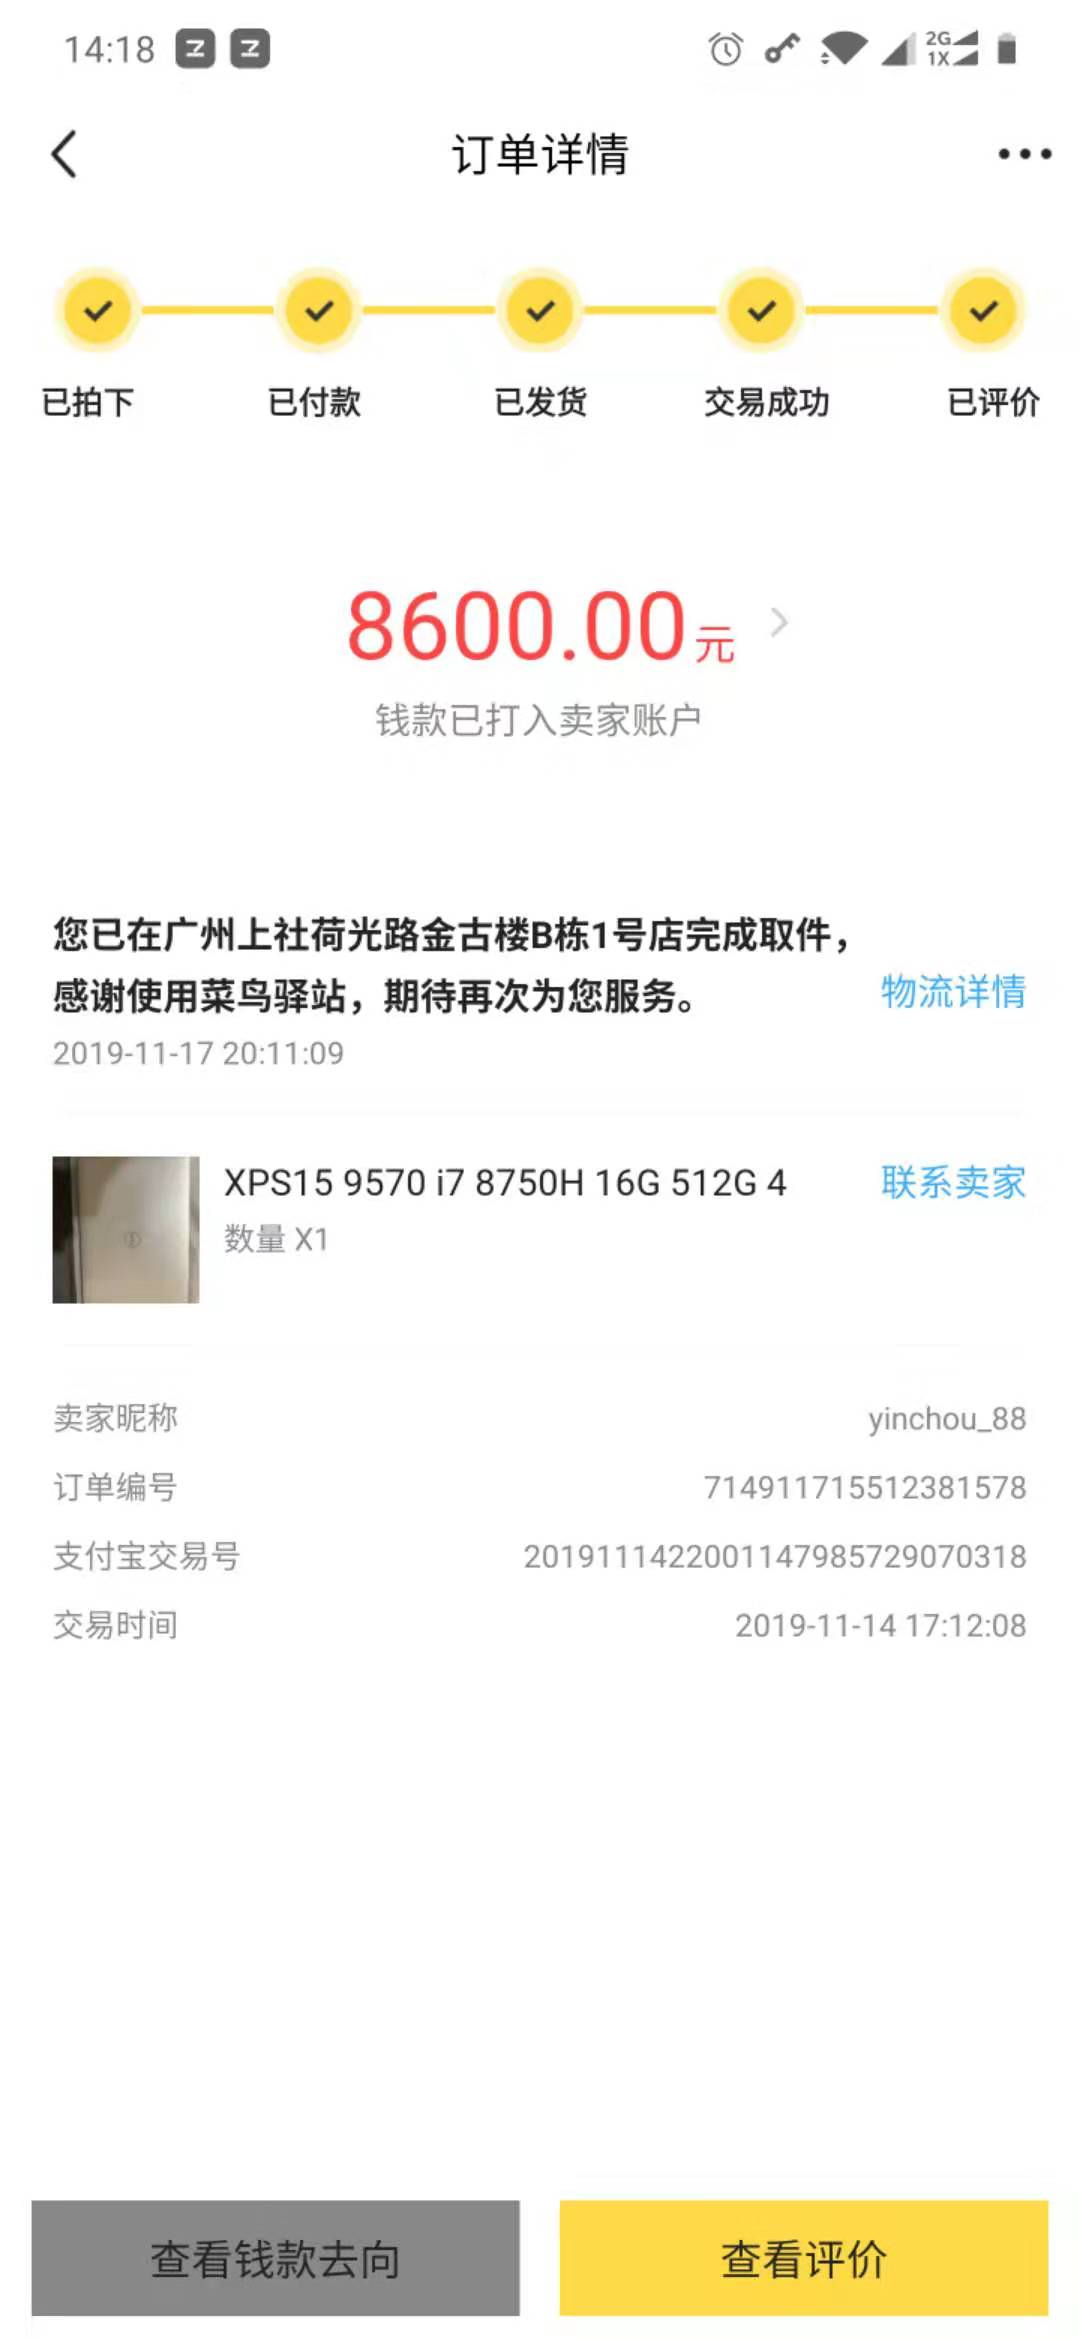 14:18
2G
1X
订单详情
已拍下 已付款 已发货 交易成功 已评价
8600.00元
钱款已打入卖家账户
您已在广州上社荷光路金古楼B栋1号店完成取件，
感谢使用菜鸟驿站，期待再次为您服务。
物流详情
2019-11-17 20:11:09
XPS15 9570 i7 8750H 16G 512G 4
联系卖家
数量 X1
卖家昵称 yinchou_88
订单编号 714911715512381578
支付宝交易号 2019111422001147985729070318
交易时间 2019-11-14 17:12:08
查看钱款去向 查看评价